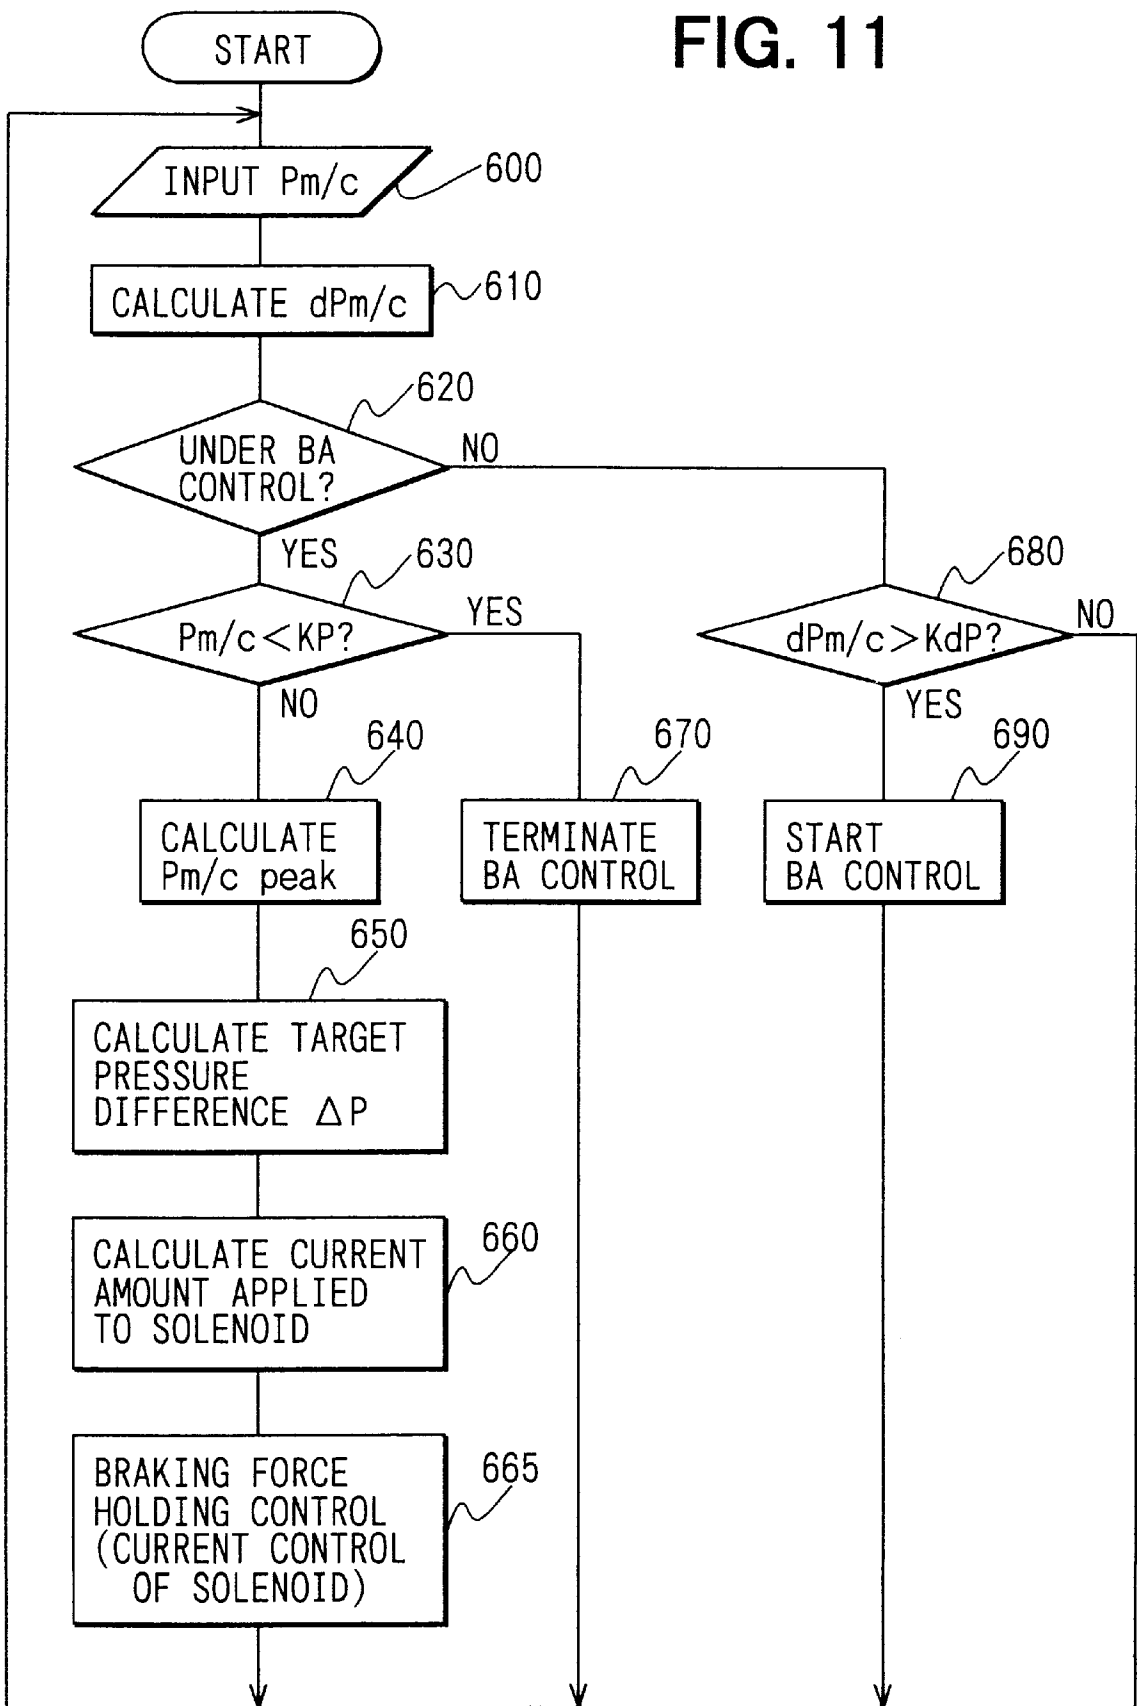 FIG. 11
START
INPUT Pm/c
600
CALCULATE dPm/c
610
620
UNDER BA
CONTROL?
NO
YES
630
Pm/c<KP?
YES
NO
680
dPm/c>KdP?
NO
YES
640
CALCULATE
Pm/c peak
670
TERMINATE
BA CONTROL
690
START
BA CONTROL
650
CALCULATE TARGET
PRESSURE
DIFFERENCE ΔP
660
CALCULATE CURRENT
AMOUNT APPLIED
TO SOLENOID
665
BRAKING FORCE
HOLDING CONTROL
(CURRENT CONTROL
OF SOLENOID)